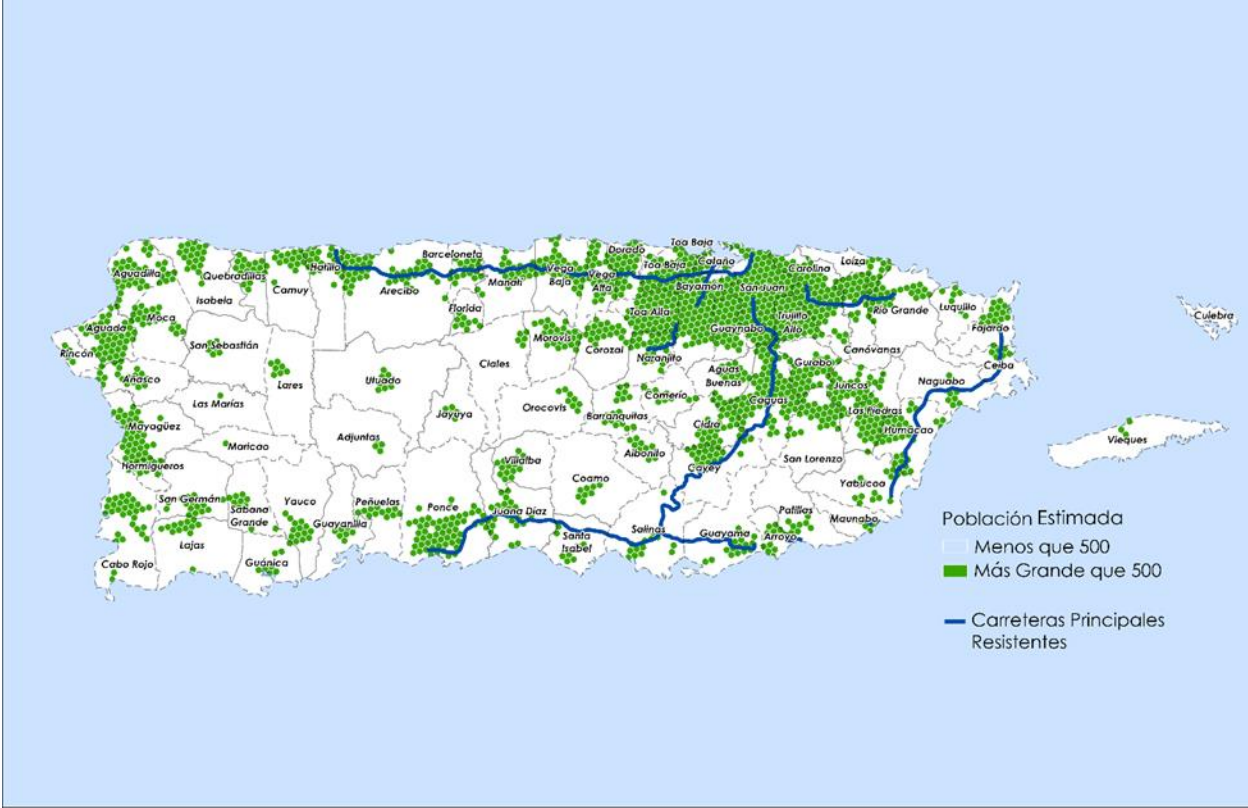 Toa Baja
Dorado
Barceloneta
Hatillo
Aguadilla
Quebradillas
Isabela
Camuy
Arecibo
Manatí
Vega
Baja
Vega
Alta
Toa Baja
Cataño
Bayamón
San Juan
Carolina
Loíza
Río Grande
Luquillo
Fajardo
Culebra
Florida
Toa Alta
Moca
Aguada
Rincón
San Sebastián
Morovis
Corozal
Naranjito
Guaynabo
Trujillo
Alto
Canóvanas
Ceiba
Añasco
Lares
Utuado
Ciales
Aguas
Buenas
Gurabo
Juncos
Naguabo
Las Marías
Jayuya
Orocovis
Comerío
Barranquitas
Caguas
Las Piedras
Mayagüez
Maricao
Adjuntas
Cidra
Humacao
Vieques
Hormigueros
Villalba
Aibonito
Cayey
San Lorenzo
Coamo
Yabucoa
San Germán
Sabana
Grande
Yauco
Peñuelas
Ponce
Juana Díaz
Patillas
Maunabo
Guayanilla
Salinas
Guayama
Arroyo
Santa
Isabel
Lajas
Cabo Rojo
Guánica
Población Estimada
Menos que 500
Más Grande que 500
Carreteras Principales
Resistentes